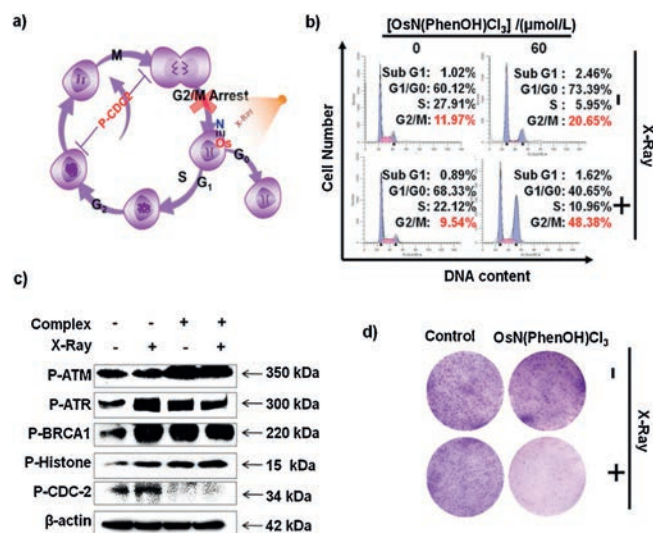 a)
M
P-CDC2
G2/M Arrest
X-Ray
N
Os
G0
S
G1
G2
b)
[OsN(PhenOH)Cl3] /(μmol/L)
0 60
Sub G1: 1.02%
G1/G0: 60.12%
S: 27.91%
G2/M: 11.97%
Sub G1: 2.46%
G1/G0: 73.39%
S: 5.95%
G2/M: 20.65%
-
Sub G1: 0.89%
G1/G0: 68.33%
S: 22.12%
G2/M: 9.54%
Sub G1: 1.62%
G1/G0: 40.65%
S: 10.96%
G2/M: 48.38%
+
Cell Number
X-Ray
DNA content
c)
Complex - - + +
X-Ray - + - +
P-ATM 350 kDa
P-ATR 300 kDa
P-BRCA1 220 kDa
P-Histone 15 kDa
P-CDC-2 34 kDa
β-actin 42 kDa
d)
Control OsN(PhenOH)Cl3
-
+
X-Ray